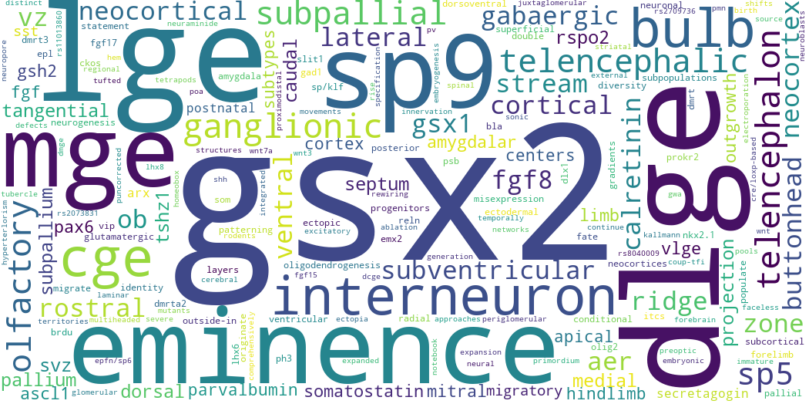 distinct neocortical subpallial gabaergic juxtaglomerular neuronal rs2709736 pmn shifts
vz sst statement rs11013860 lge lateral sp9 dorsoventral superficial double rspo2 bulb birth source neuroblasts
neuropore dmrt3 epl fgf17 slit1 pv striatal telencephalic external telencephalon neocortex
gsh2 ckos regional tufted neuraminide subtypes caudal specification embryogenesis stream diversity subpopulations
fgf tetrapods amygdala gad1 sp/klf spinal cortical dmrt
tangential poa postnatal proximodistal rise innervation gsx1 calretinin outgrowth electroporation
defects neurogenesis ganglionic movements sonic amygdalar bla prokr2
mge dmgs lhx8 wnt7a cortex posterior centers gradients gwa
structures wnt3 psb dlx1 dlge cre/loxp-based
tubercle puncorrected arx shh integrated gsx2 septum rewiring fgf8 limb kallmann nkx2.1
rs2073831 homeobox som ventral progenitors ectodermal misexpression vlge wnt
hyperterlorism ob tshz1 patterning ectopic reln temporally continue rs8040009 coup-tfi buttonhead
pax6 vip rodents excitatory ablation networks fate
olfactory subpallium glutamatergic layers emx2 generation neocortices pools
cge cerebral oligodendrogenesis dcge subventricular itcs populate
migrate identity fgf15 interneuron ridge projection faceless
laminar dmrta2 originate
rostral mutants outside-in ventricular ectopia radial approaches periglomerular conditional forebrain zone
territories multiheaded severe eminence apical olig2 preoptic subcortical
brdu comprehensively lhx6 notebook aer embryonic forelimb
svz epfn/sp6 ph3 expanded expansion primordium medial immature sp5
pallium ascl1 glomerular dorsal parvalbumin somatostatin neural mitral migratory hindlimb secretagogin pallial